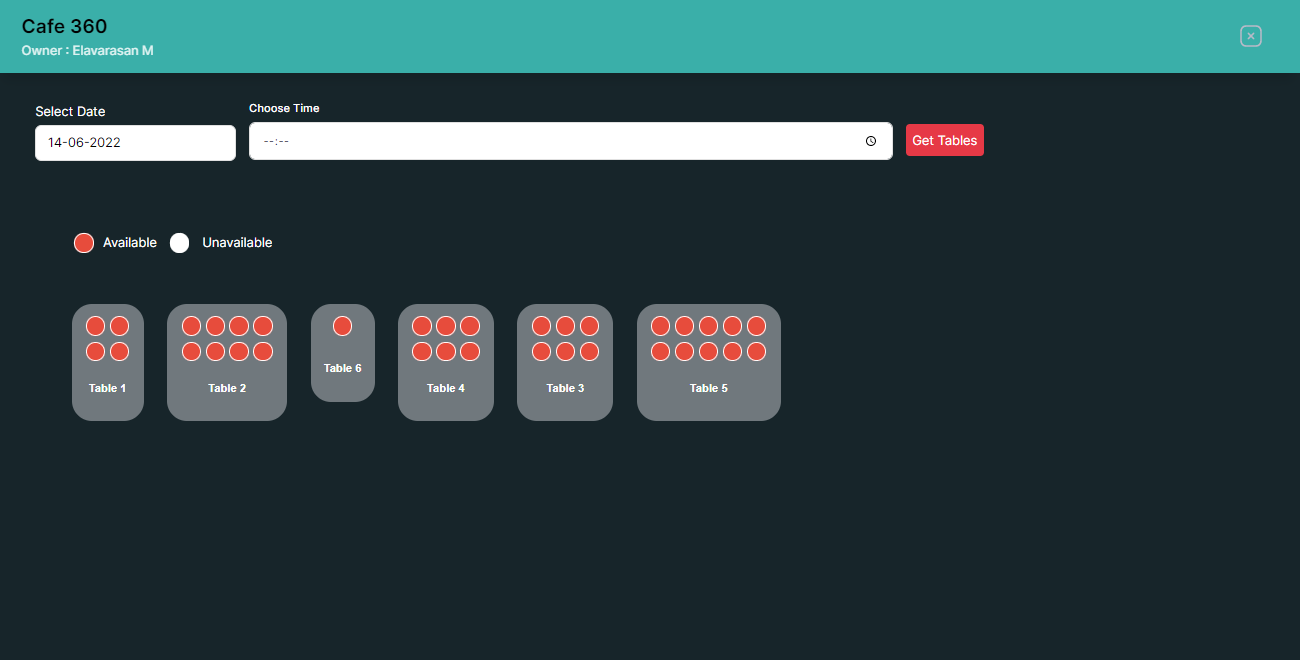 Cafe 360
Owner : Elavarasan M
Select Date
Choose Time
14-06-2022
--:--
Get Tables
Available
Unavailable
Table 1
Table 2
Table 6
Table 4
Table 3
Table 5